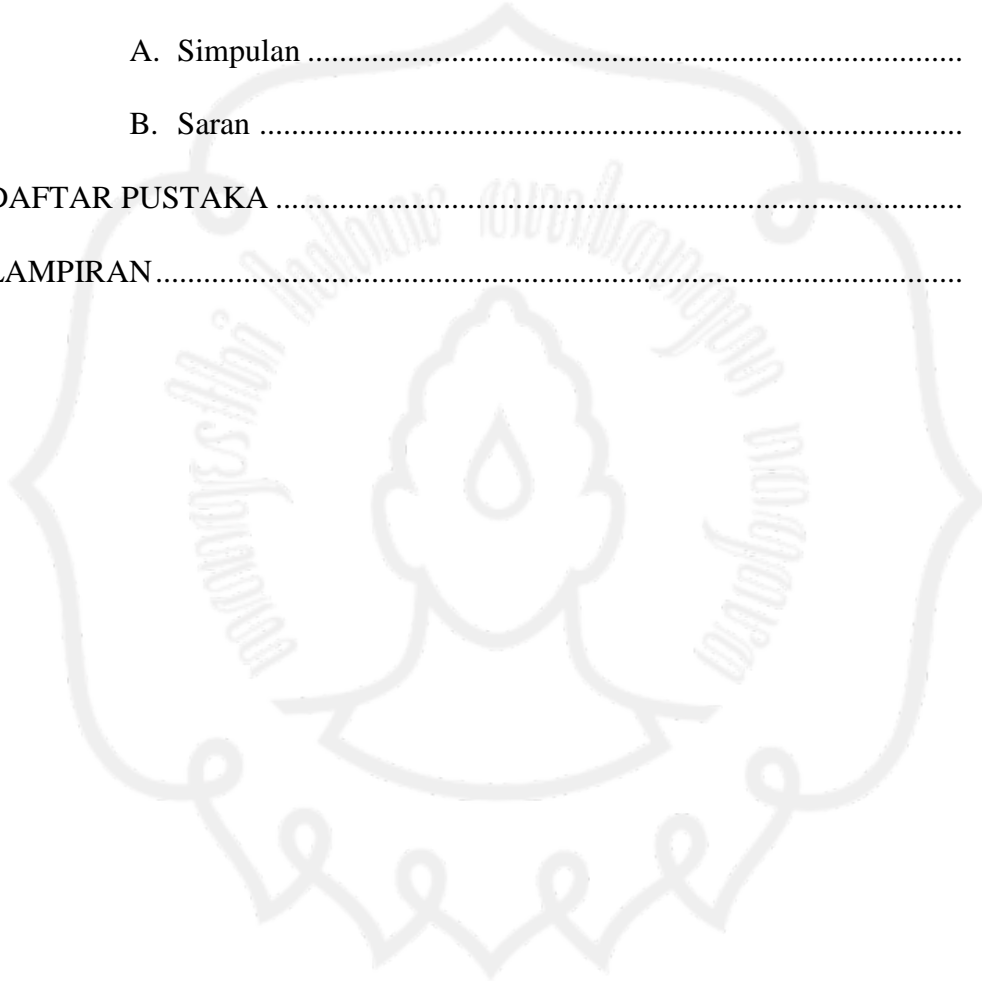 A. Simpulan ..................................................................................
B. Saran ........................................................................................
DAFTAR PUSTAKA ......................................................................................
LAMPIRAN.....................................................................................................